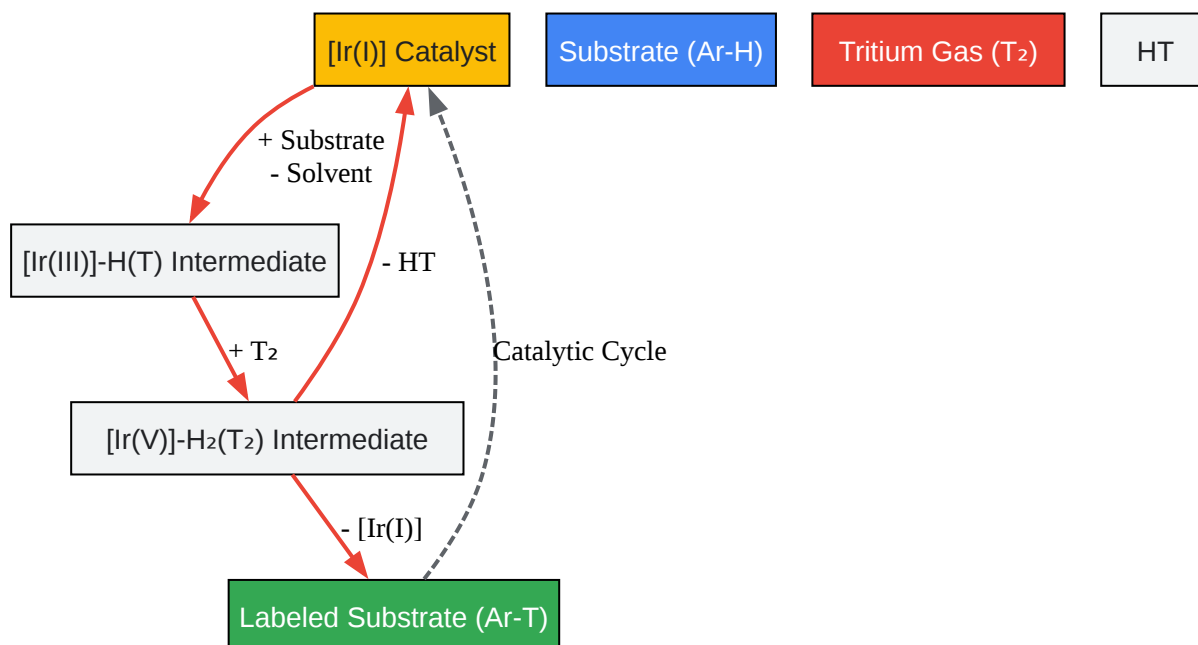 [Ir(I)] Catalyst
Substrate (Ar-H)
Tritium Gas (T₂)
HT
+ Substrate
- Solvent
[Ir(III)]-H(T) Intermediate
- HT
+ T₂
Catalytic Cycle
[Ir(V)]-H₂(T₂) Intermediate
- [Ir(I)]
Labeled Substrate (Ar-T)